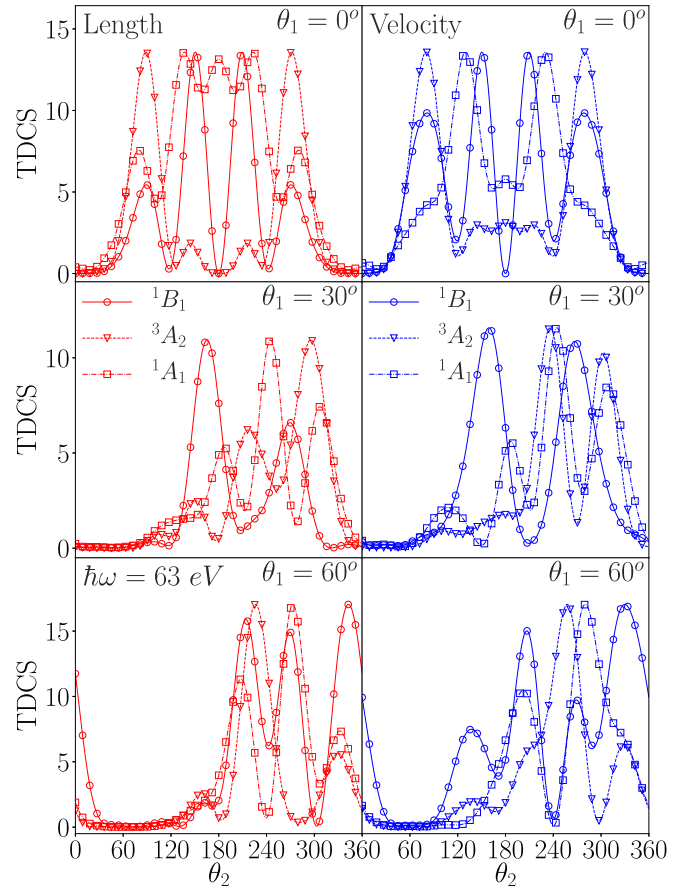 Length θ₁ = 0ᵒ
Velocity θ₁ = 0ᵒ
TDCS
15
10
5
0
θ₁ = 30ᵒ
¹B₁
³A₂
¹A₁
θ₁ = 30ᵒ
¹B₁
³A₂
¹A₁
TDCS
10
5
0
ℏω = 63 eV θ₁ = 60ᵒ
θ₁ = 60ᵒ
TDCS
15
10
5
0
0 60 120 180 240 300 360 60 120 180 240 300 360
θ₂ θ₂